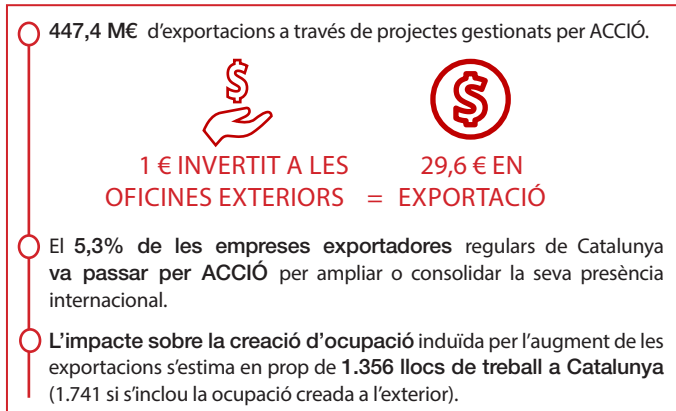 447,4 M€ d'exportacions a través de projectes gestionats per ACCIÓ.
1 € INVERTIT A LES OFICINES EXTERIORS = 29,6 € EN EXPORTACIÓ
El 5,3% de les empreses exportadores regulars de Catalunya
va passar per ACCIÓ per ampliar o consolidar la seva presència
internacional.
L'impacte sobre la creació d'ocupació induïda per l'augment de les
exportacions s'estima en prop de 1.356 llocs de treball a Catalunya
(1.741 si s'inclou la ocupació creada a l'exterior).